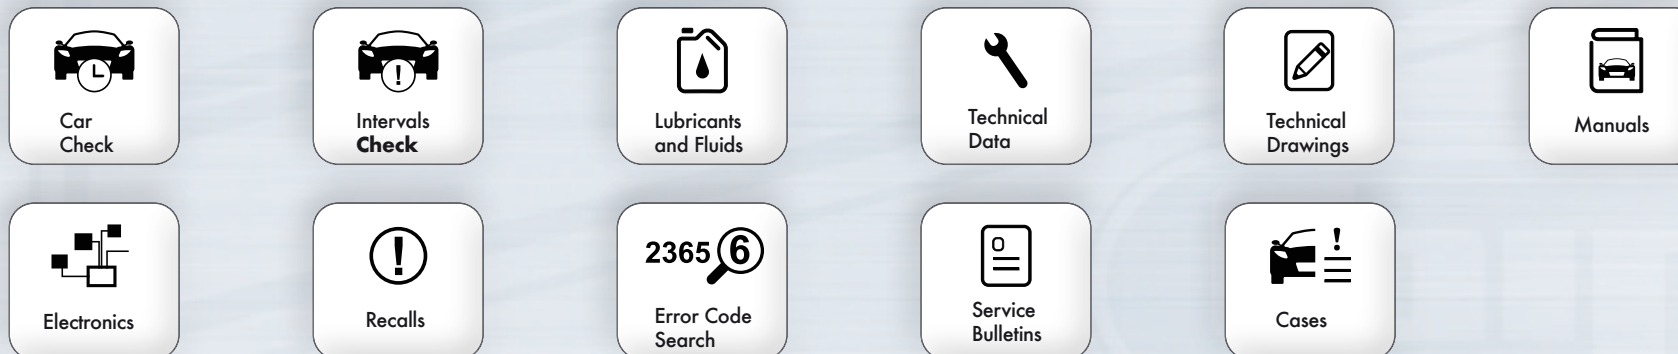 Car
Check
Intervals
Check
Lubricants
and Fluids
Technical
Data
Technical
Drawings
Manuals
Electronics
Recalls
2365 6
Error Code
Search
Service
Bulletins
Cases